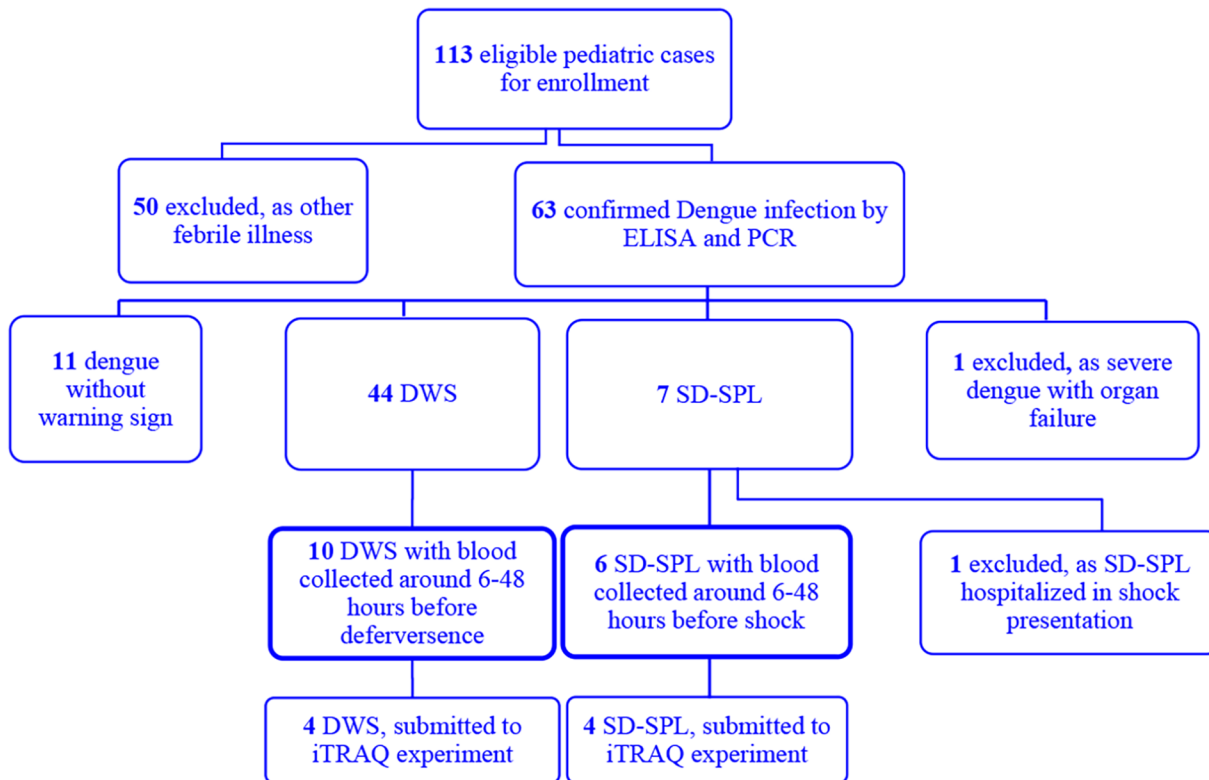 113 eligible pediatric cases
for enrollment
50 excluded, as other
febrile illness
63 confirmed Dengue infection by
ELISA and PCR
11 dengue
without
warning sign
44 DWS
7 SD-SPL
1 excluded, as severe
dengue with organ
failure
10 DWS with blood
collected around 6-48
hours before
deferversence
6 SD-SPL with blood
collected around 6-48
hours before shock
1 excluded, as SD-SPL
hospitalized in shock
presentation
4 DWS, submitted to
iTRAQ experiment
4 SD-SPL, submitted to
iTRAQ experiment